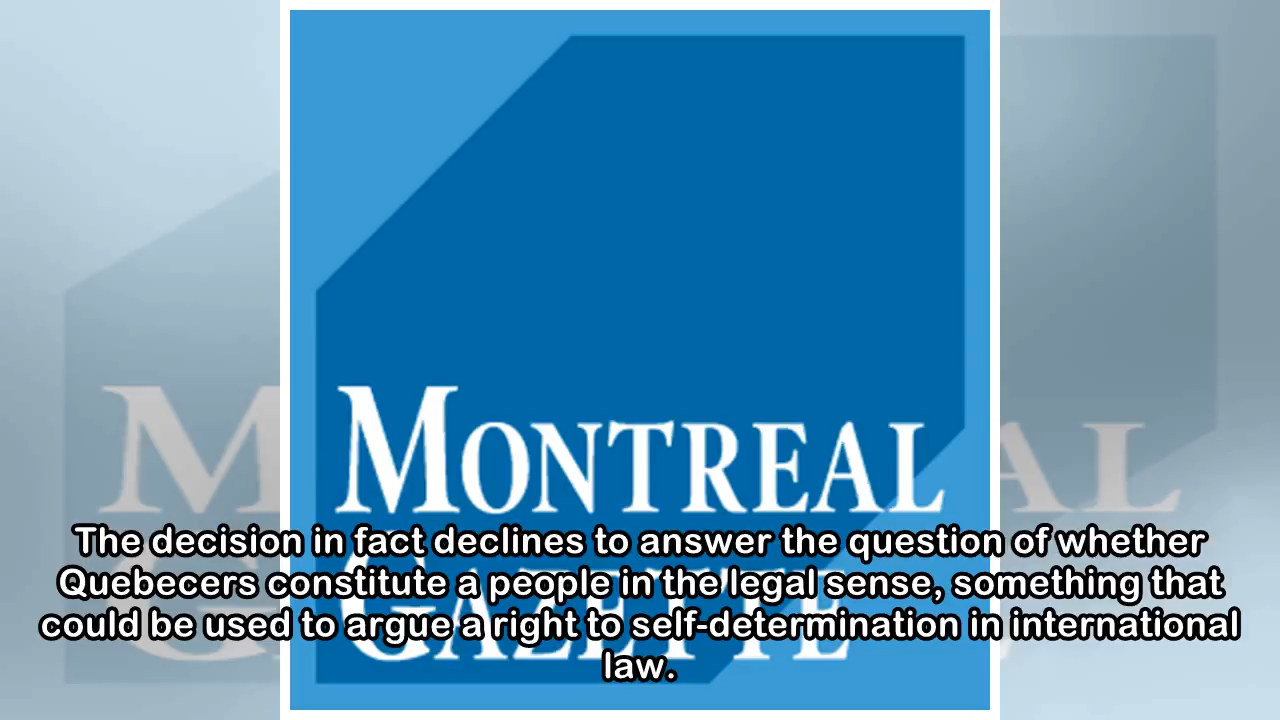 MONTREAL
GAZETTE
The decision in fact declines to answer the question of whether
Quebecers constitute a people in the legal sense, something that
could be used to argue a right to self-determination in international
law.